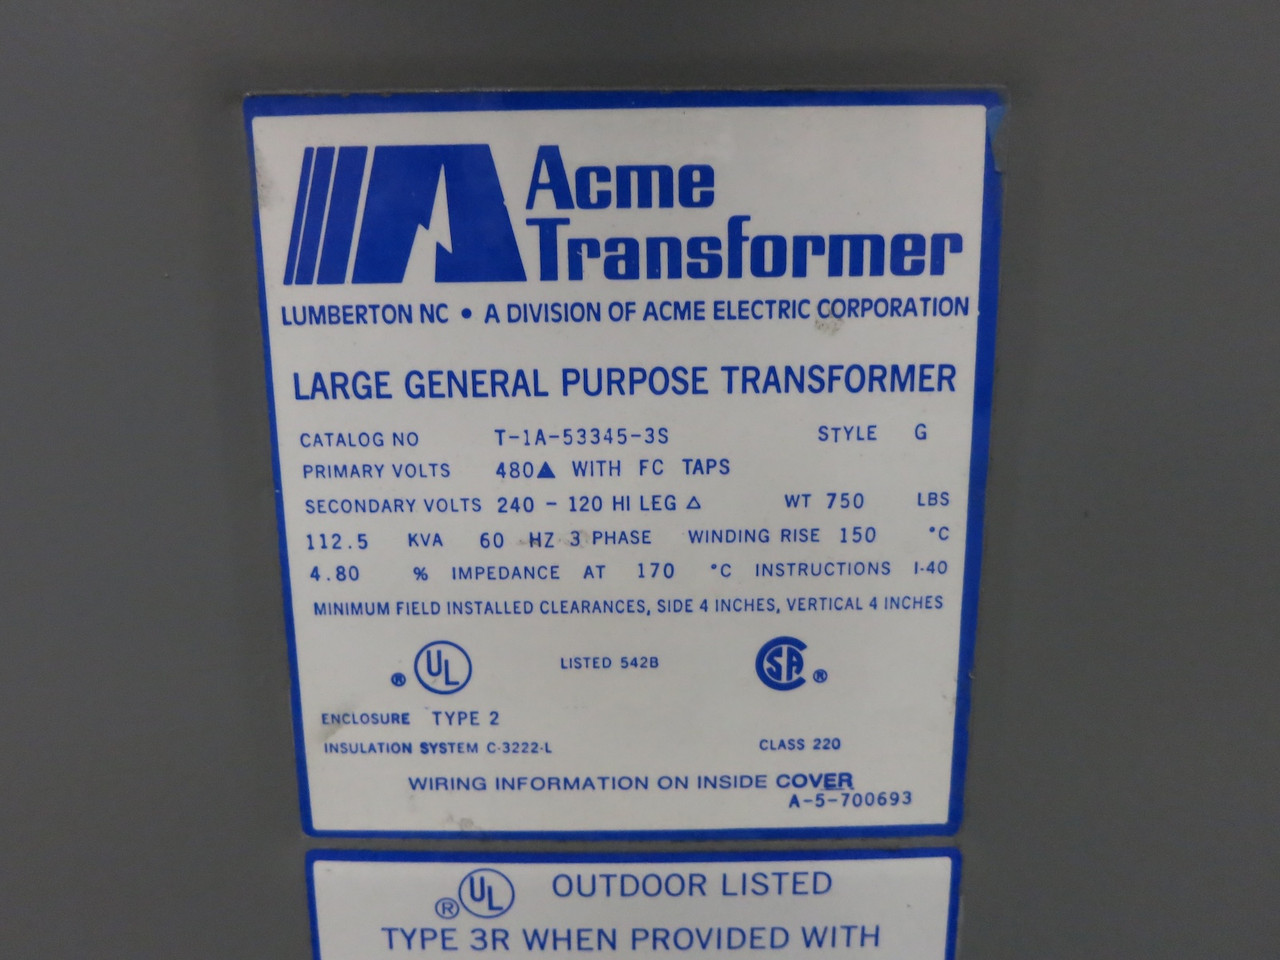 Acme
Transformer
LUMBERTON NC • A DIVISION OF ACME ELECTRIC CORPORATION
LARGE GENERAL PURPOSE TRANSFORMER
CATALOG NO T-1A-53345-3S STYLE G
PRIMARY VOLTS 480▲ WITH FC TAPS
SECONDARY VOLTS 240 - 120 HI LEG △ WT 750 LBS
112.5 KVA 60 HZ 3 PHASE WINDING RISE 150 °C
4.80 % IMPEDANCE AT 170 °C INSTRUCTIONS I-40
MINIMUM FIELD INSTALLED CLEARANCES, SIDE 4 INCHES, VERTICAL 4 INCHES
® UL LISTED 542B SA ®
ENCLOSURE TYPE 2
INSULATION SYSTEM C-3222-L CLASS 220
WIRING INFORMATION ON INSIDE COVER
A-5-700693
® UL OUTDOOR LISTED
TYPE 3R WHEN PROVIDED WITH